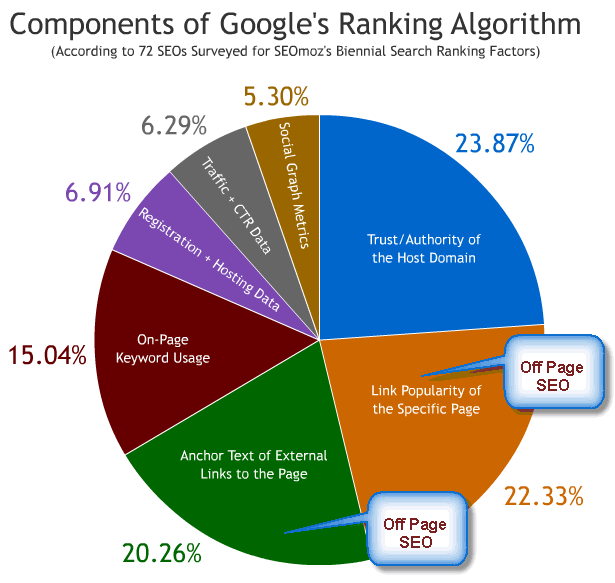 Components of Google's Ranking Algorithm
(According to 72 SEOs Surveyed for SEOmoz's Biennial Search Ranking Factors)
5.30%
6.29%
23.87%
6.91%
Social Graph Metrics
Traffic + CTR Data
Registration + Hosting Data
Trust/Authority of
the Host Domain
On-Page
Keyword Usage
15.04%
Off Page
SEO
Link Popularity of
the Specific Page
Anchor Text of External
Links to the Page
22.33%
Off Page
SEO
20.26%